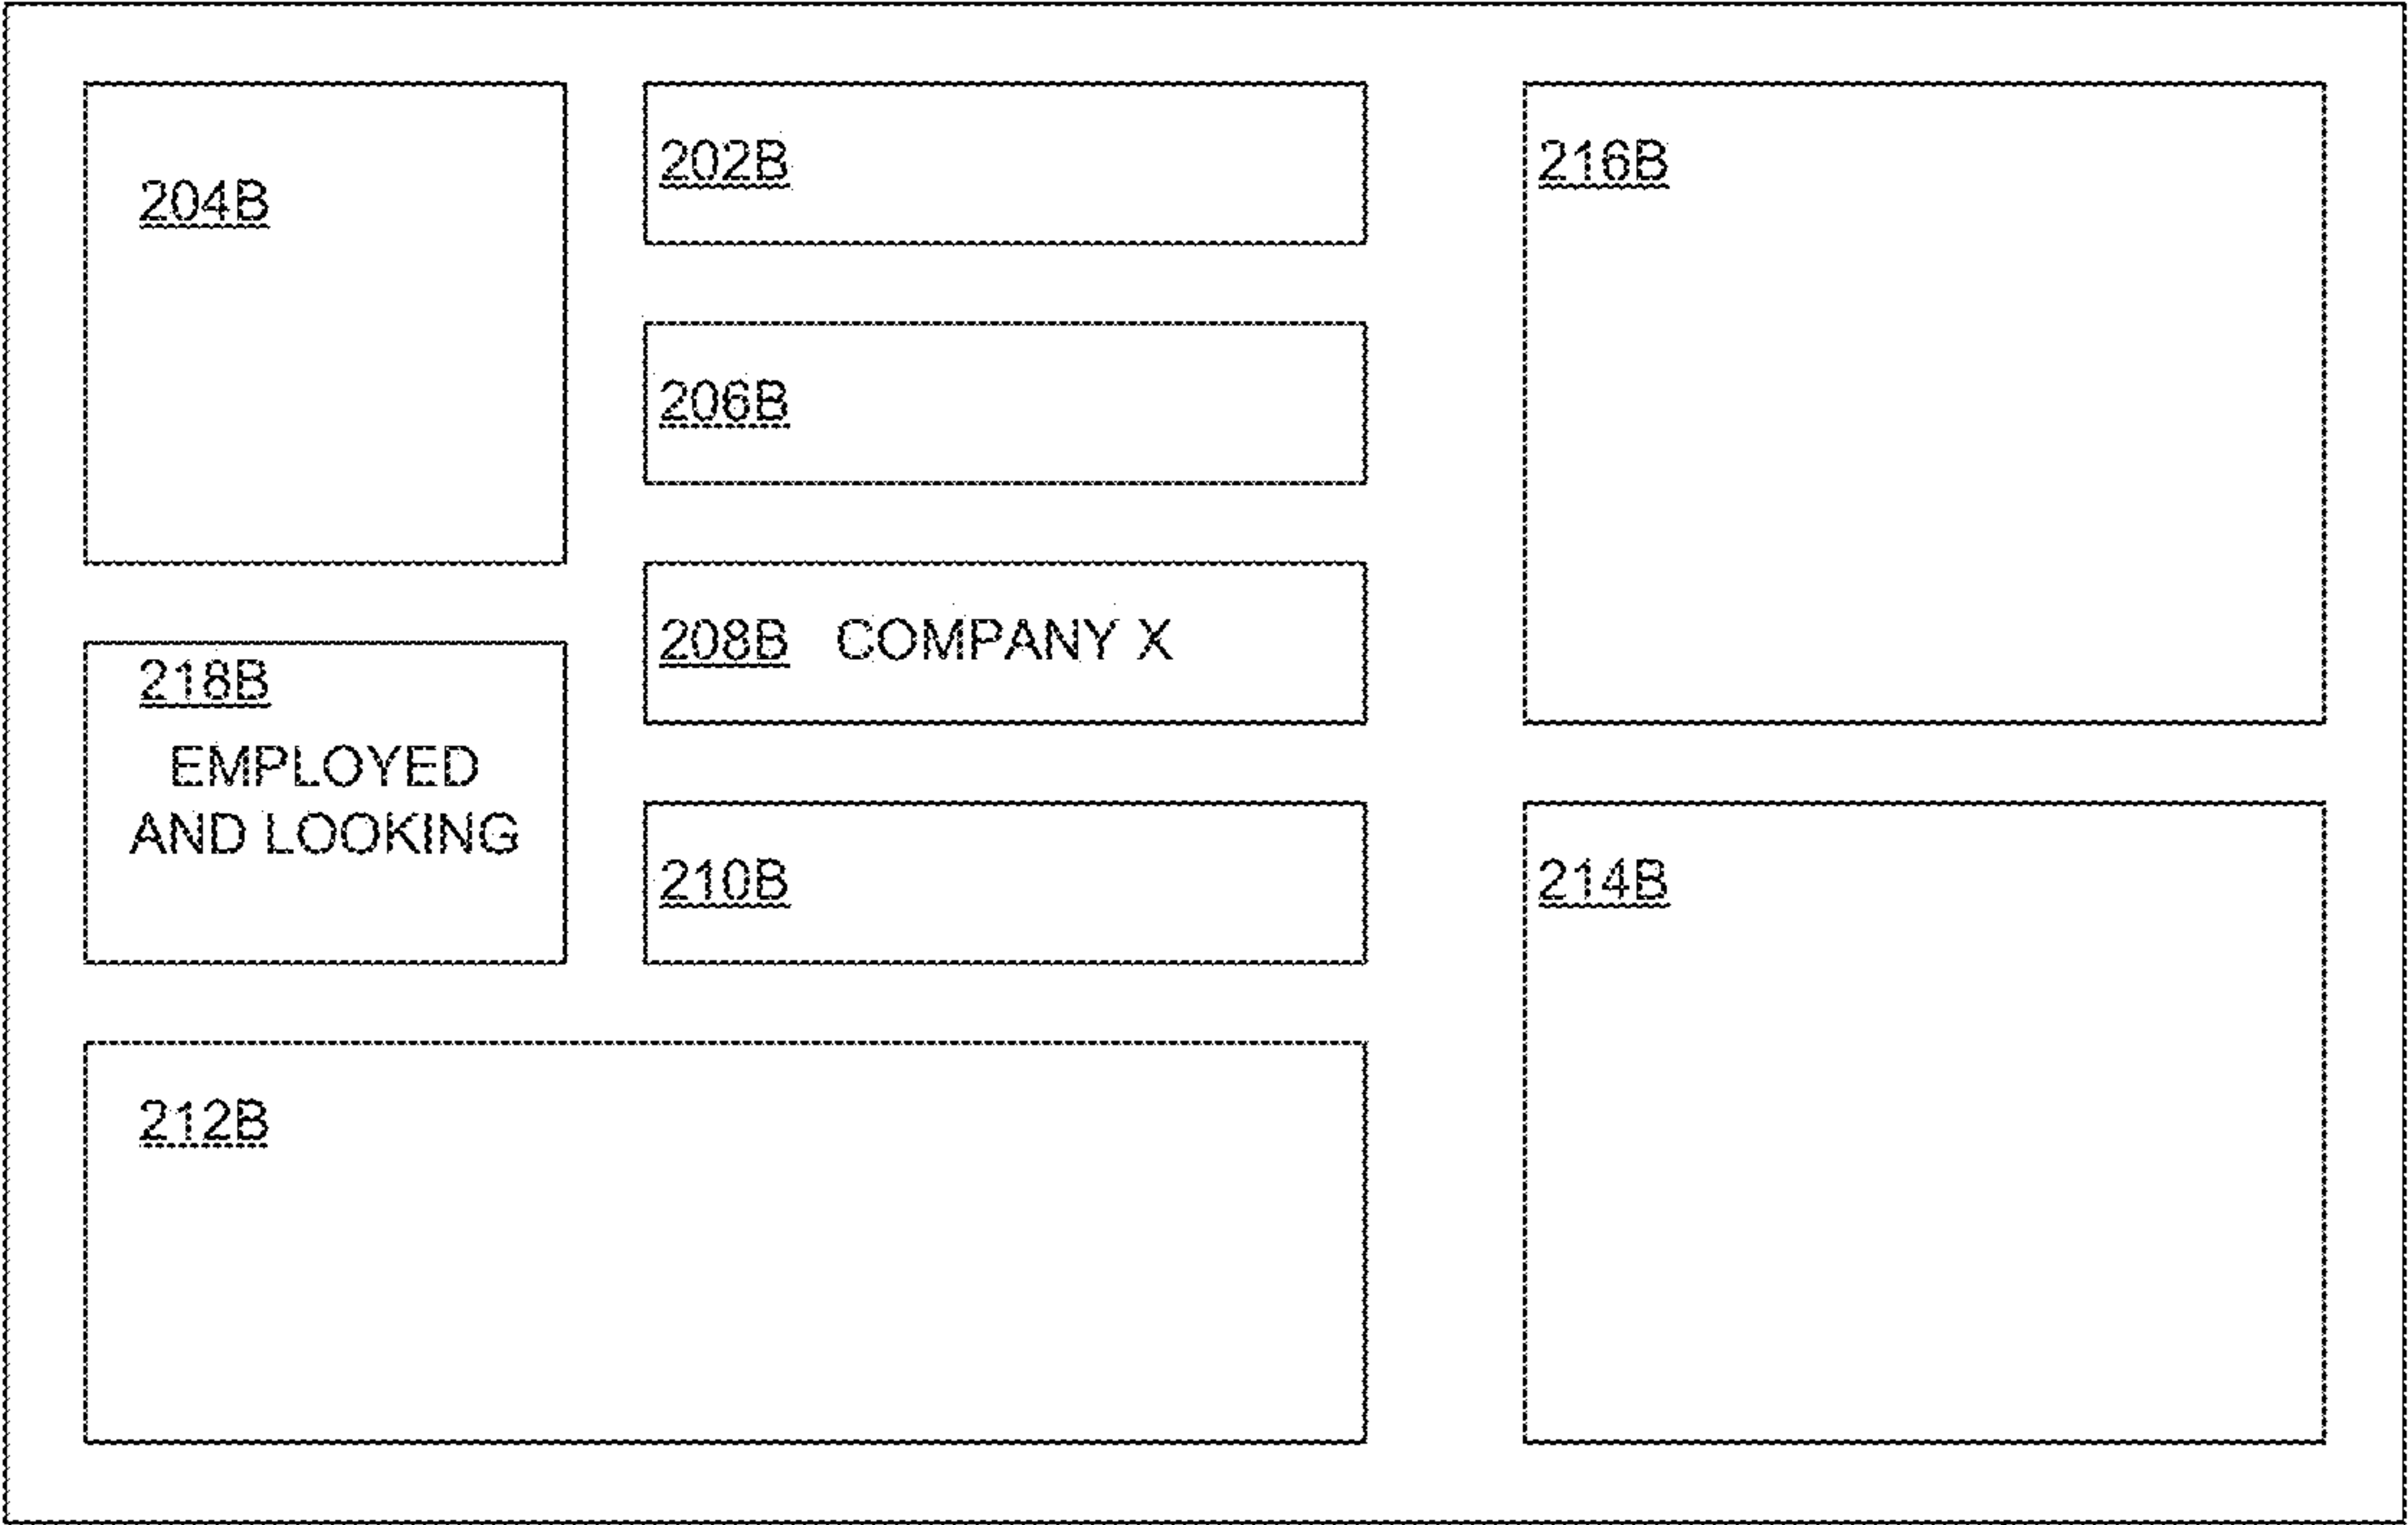 204B
202B
216B
206B
208B COMPANY X
218B
EMPLOYED
AND LOOKING
210B
214B
212B